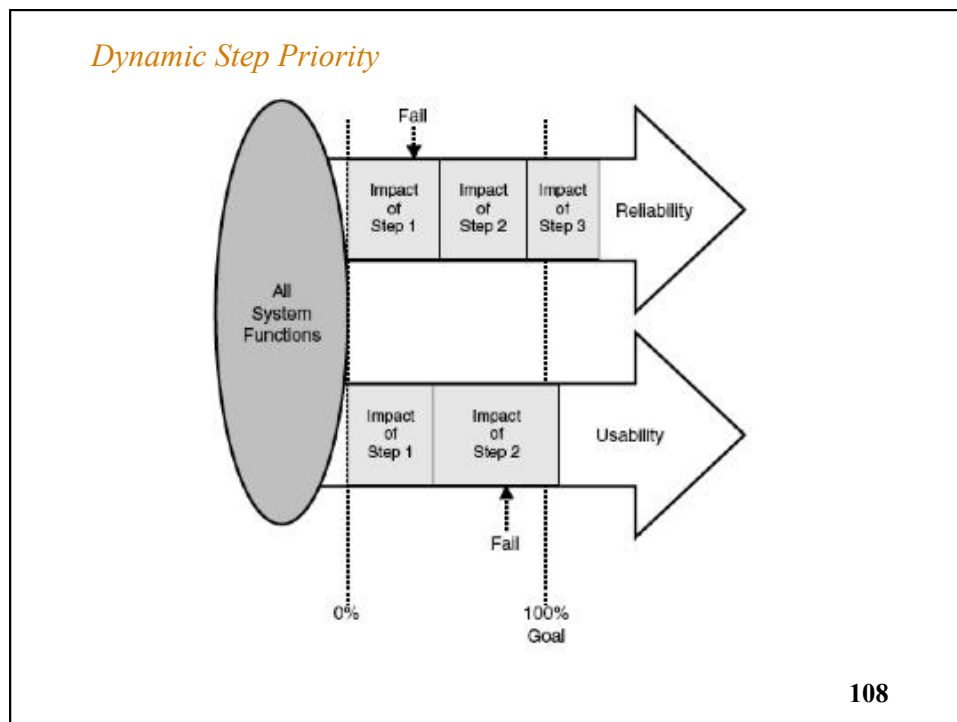 Dynamic Step Priority
Fail
Impact
of
Step 1
Impact
of
Step 2
Impact
of
Step 3
Reliability
All
System
Functions
Impact
of
Step 1
Impact
of
Step 2
Usability
Fail
0%
100%
Goal
108